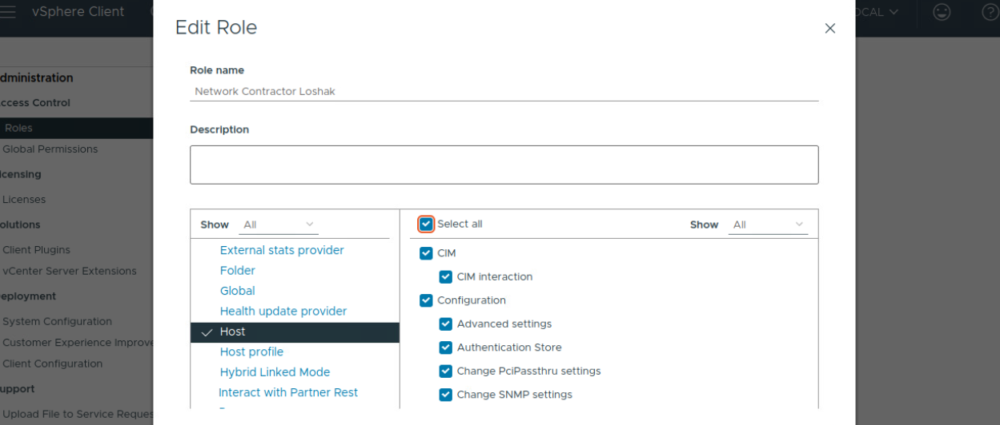 vSphere Client
OCAL
Edit Role
Role name
Network Contractor Loshak
Description
dministration
ccess Control
Roles
Global Permissions
icensing
Licenses
olutions
Client Plugins
vCenter Server Extensions
eployment
System Configuration
Customer Experience Improve
Client Configuration
upport
Upload File to Service Reques
Show All
External stats provider
Folder
Global
Health update provider
Host
Host profile
Hybrid Linked Mode
Interact with Partner Rest
Select all
Show All
CIM
CIM interaction
Configuration
Advanced settings
Authentication Store
Change PciPassthru settings
Change SNMP settings